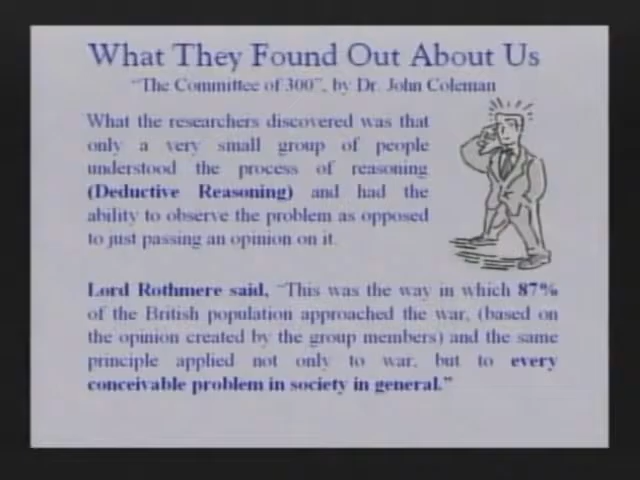 What They Found Out About Us
"The Committee of 300", by Dr. John Coleman
What the researchers discovered was that
only a very small group of people
understood the process of reasoning
(Deductive Reasoning) and had the
ability to observe the problem as opposed
to just passing an opinion on it.
Lord Rothmere said, "This was the way in which 87%
of the British population approached the war, (based on
the opinion created by the group members) and the same
principle applied not only to war, but to every
conceivable problem in society in general."